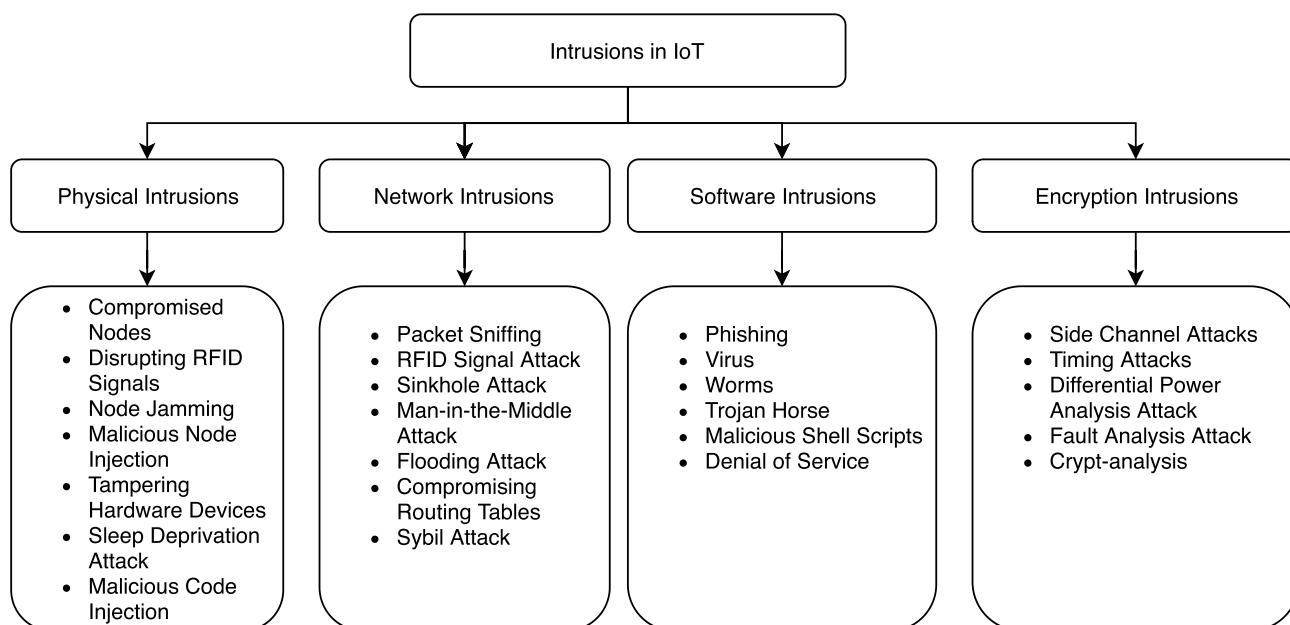 Intrusions in IoT
Physical Intrusions
Network Intrusions
Software Intrusions
Encryption Intrusions
• Compromised
Nodes
• Disrupting RFID
Signals
• Node Jamming
• Malicious Node
Injection
• Tampering
Hardware Devices
• Sleep Deprivation
Attack
• Malicious Code
Injection
• Packet Sniffing
• RFID Signal Attack
• Sinkhole Attack
• Man-in-the-Middle
Attack
• Flooding Attack
• Compromising
Routing Tables
• Sybil Attack
• Phishing
• Virus
• Worms
• Trojan Horse
• Malicious Shell Scripts
• Denial of Service
• Side Channel Attacks
• Timing Attacks
• Differential Power
Analysis Attack
• Fault Analysis Attack
• Crypt-analysis